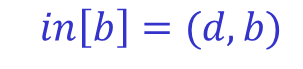 in[b] = (d, b)